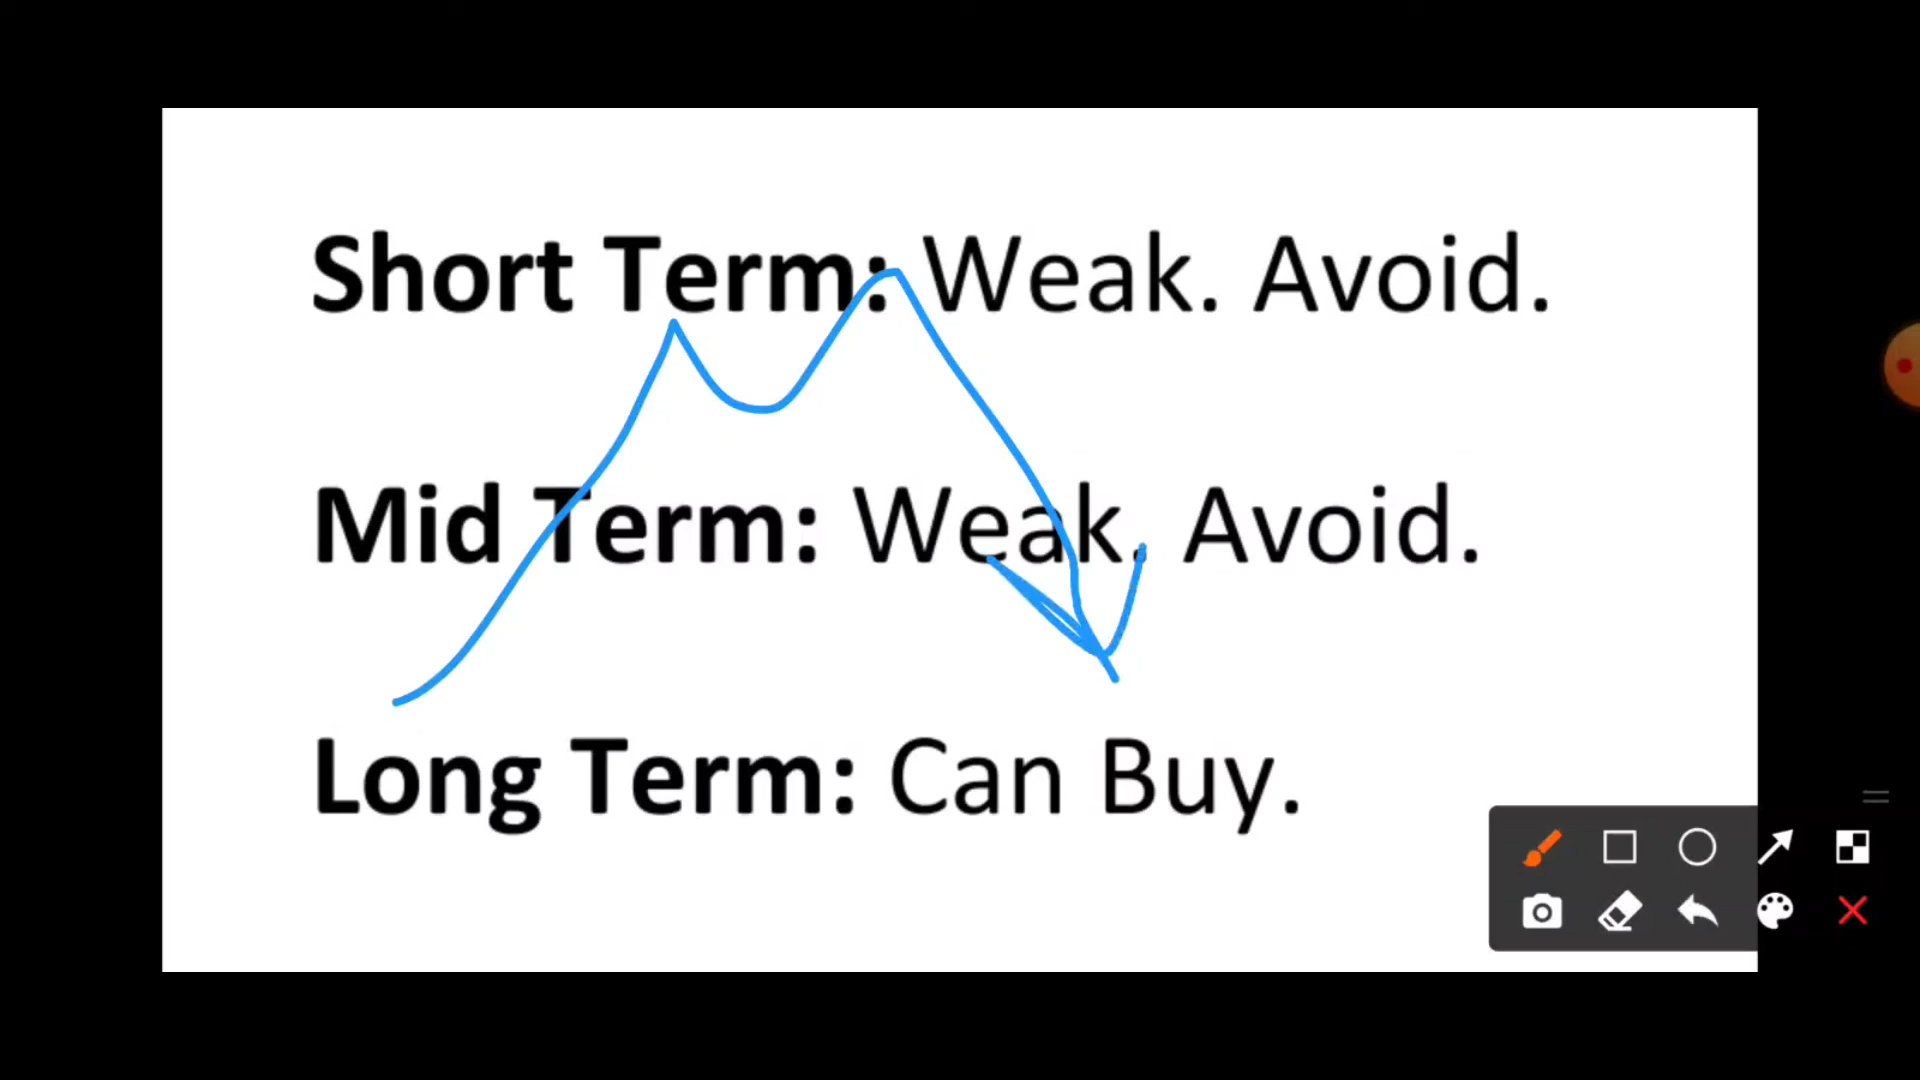 Short Term: Weak. Avoid.
Mid Term: Weak. Avoid.
Long Term: Can Buy.